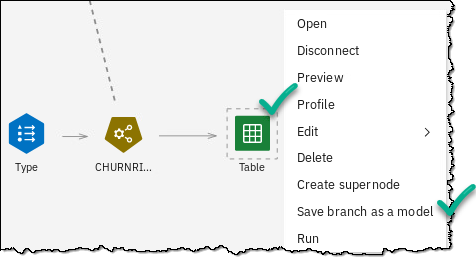 Open
Disconnect
Preview
Profile
Edit
Delete
Create supernode
Save branch as a model
Run
Type
CHURNRI...
Table